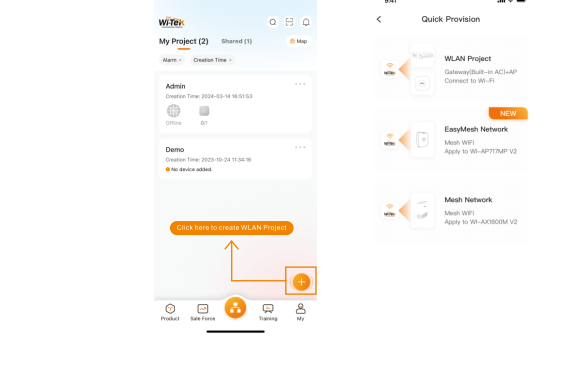 Wi-Tek
My Project (2)
Shared (1)
Map
Alarm
Creation Time
Admin
Creation Time: 2024-03-14 16:51:53
Offline
0/1
Demo
Creation Time: 2023-10-24 11:34:16
No device added.
Click here to create WLAN Project
Product
Sale Force
Training
My
9:41
Quick Provision
WLAN Project
Gateway(Built-in AC)+AP
Connect to Wi-Fi
NEW
EasyMesh Network
Mesh WiFi
Apply to WI-AP717MP V2
Mesh Network
Mesh WiFi
Apply to WI-AX1800M V2